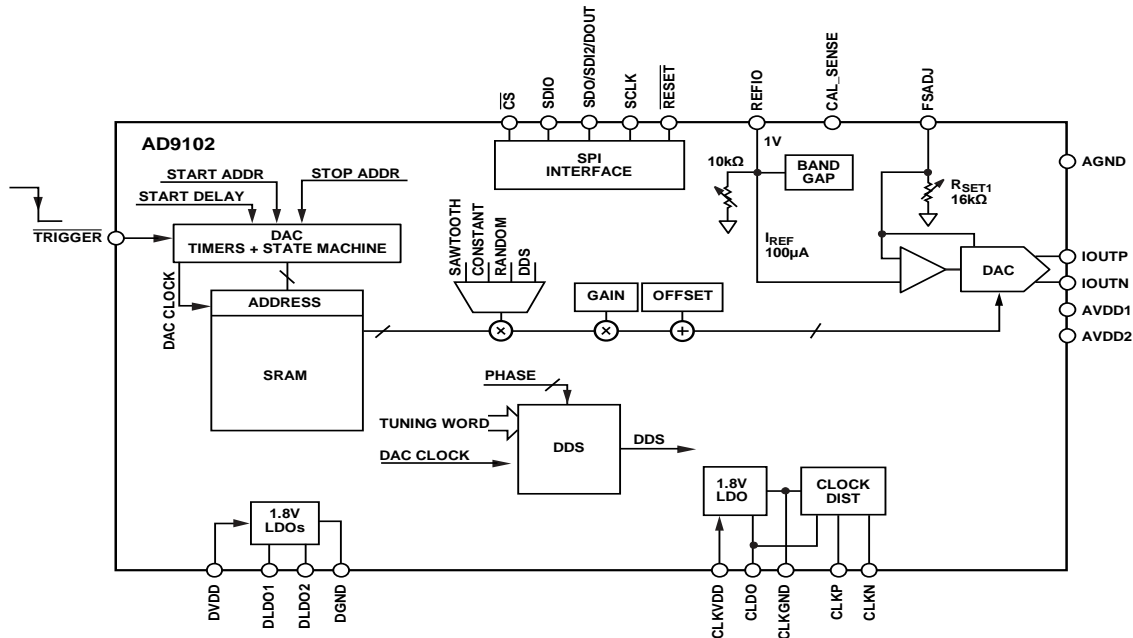 CS
SDIO
SDO/SDI2/DOUT
SCLK
RESET
REFIO
CAL_SENSE
FSADJ
AD9102
SPI
INTERFACE
1V
10kΩ
BAND
GAP
AGND
START ADDR
STOP ADDR
START DELAY
RSET1
16kΩ
TRIGGER
DAC
TIMERS + STATE MACHINE
SAWTOOTH
CONSTANT
RANDOM
DDS
IREF
100µA
DAC
IOUTP
IOUTN
AVDD1
AVDD2
DAC CLOCK
ADDRESS
SRAM
GAIN
OFFSET
PHASE
TUNING WORD
DAC CLOCK
DDS
DDS
1.8V
LDOs
1.8V
LDO
CLOCK
DIST
DVDD
DLDO1
DLDO2
DGND
CLKVDD
CLDO
CLKGND
CLKP
CLKN